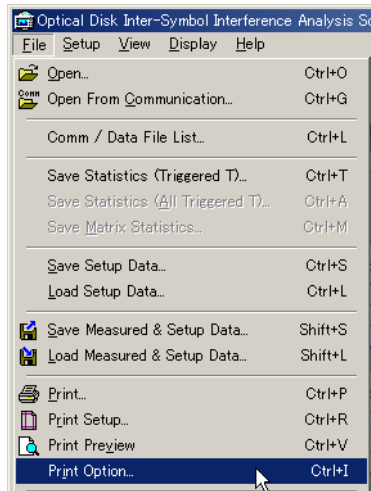 Optical Disk Inter-Symbol Interference Analysis
File Setup View Display Help
Open... Ctrl+O
COMM Open From Communication... Ctrl+G
Comm / Data File List... Ctrl+L
Save Statistics (Triggered T)... Ctrl+T
Save Statistics (All Triggered T)... Ctrl+A
Save Matrix Statistics... Ctrl+M
Save Setup Data... Ctrl+S
Load Setup Data... Ctrl+L
Save Measured & Setup Data... Shift+S
Load Measured & Setup Data... Shift+L
Print... Ctrl+P
Print Setup... Ctrl+R
Print Preview Ctrl+V
Print Option... Ctrl+I